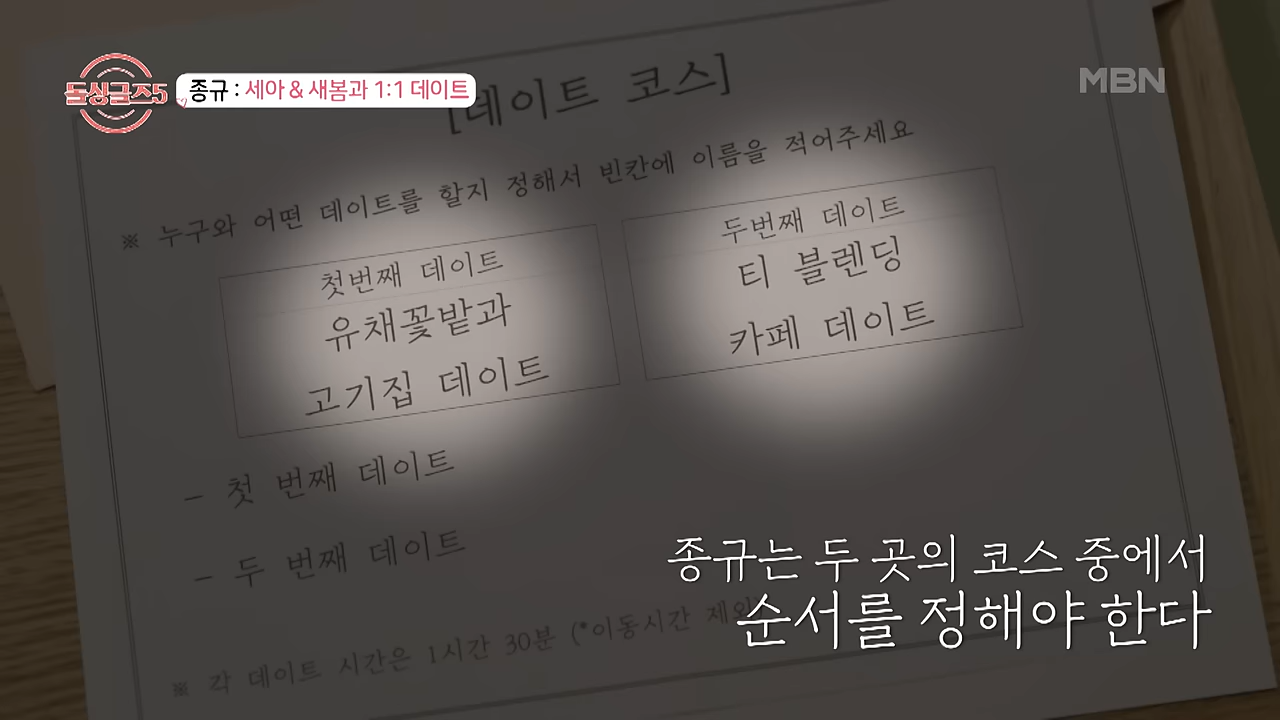 돌싱글즈5
종규 : 세아 & 새봄과 1:1 데이트
MBN
[데이트 코스]
※ 누구와 어떤 데이트를 할지 정해서 빈칸에 이름을 적어주세요
첫번째 데이트
유채꽃밭과
고기집 데이트
두번째 데이트
티 블렌딩
카페 데이트
- 첫 번째 데이트
- 두 번째 데이트
※ 각 데이트 시간은 1시간 30분 (*이동시간 제외
종규는 두 곳의 코스 중에서
순서를 정해야 한다